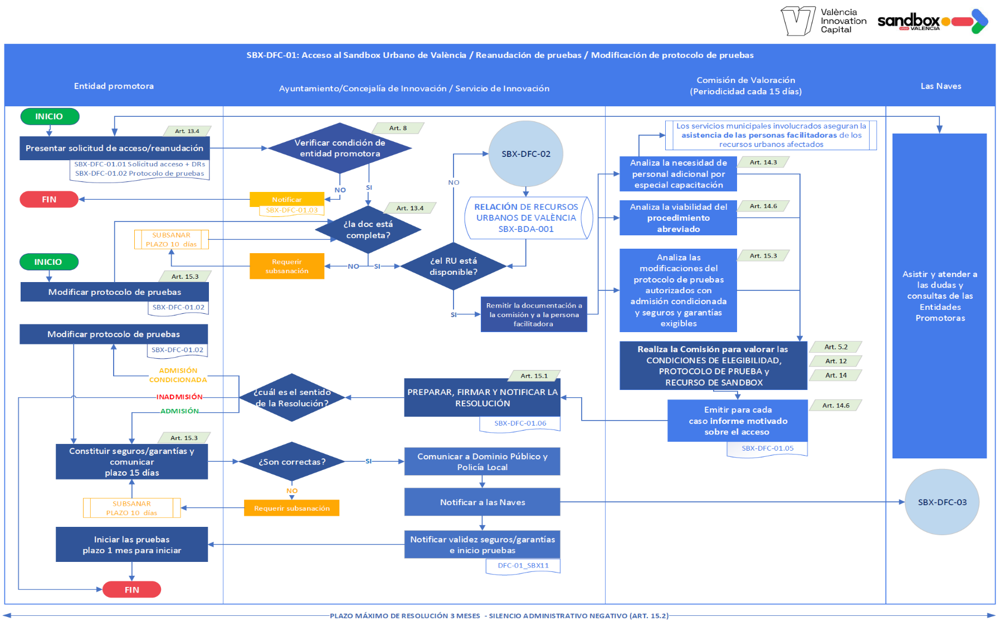 València
Innovation
Capital
sandbox
VALÈNCIA
SBX-DFC-01: Acceso al Sandbox Urbano de València / Reanudación de pruebas / Modificación de protocolo de pruebas
Entidad promotora
Ayuntamiento/Concejalía de Innovación / Servicio de Innovación
Comisión de Valoración
(Periodicidad cada 15 días)
Las Naves
INICIO
Art. 13.4
Presentar solicitud de acceso/reanudación
SBX-DFC-01.01 Solicitud acceso + DRs
SBX-DFC-01.02 Protocolo de pruebas
FIN
Art. 8
Verificar condición de
entidad promotora
NO
SI
Notificar
SBX-DFC-01.03
Art. 13.4
¿la doc está
completa?
SUBSANAR
PLAZO 10 días
Requerir
subsanación
NO
SI
INICIO
Art. 15.3
Modificar protocolo de pruebas
SBX-DFC-01.02
SBX-DFC-02
NO
RELACIÓN DE RECURSOS
URBANOS DE VALÈNCIA
SBX-BDA-001
¿el RU está
disponible?
SI
Remitir la documentación a
la comisión y a la persona
facilitadora
Los servicios municipales involucrados aseguran la
asistencia de las personas facilitadoras de los
recursos urbanos afectados
Analiza la necesidad de
personal adicional por
especial capacitación
Art. 14.3
Analiza la viabilidad del
procedimiento
abreviado
Art. 14.6
Analiza las
modificaciones del
protocolo de pruebas
autorizados con
admisión condicionada
y seguros y garantías
exigibles
Art. 15.3
Asistir y atender a
las dudas y
consultas de las
Entidades
Promotoras
Realiza la Comisión para valorar las
CONDICIONES DE ELEGIBILIDAD,
PROTOCOLO DE PRUEBA y
RECURSO DE SANDBOX
Art. 5.2
Art. 12
Art. 14
Emitir para cada
caso informe motivado
sobre el acceso
Art. 14.6
SBX-DFC-01.05
Art. 15.1
PREPARAR, FIRMAR Y NOTIFICAR LA
RESOLUCIÓN
SBX-DFC-01.06
¿cuál es el sentido
de la Resolución?
Modificar protocolo de pruebas
SBX-DFC-01.02
ADMISIÓN
CONDICIONADA
INADMISIÓN
ADMISIÓN
Art. 15.3
Constituir seguros/garantías y
comunicar
plazo 15 días
¿Son correctas?
SI
NO
Requerir subsanación
SUBSANAR
PLAZO 10 días
Comunicar a Dominio Público y
Policía Local
Notificar a las Naves
SBX-DFC-03
Notificar validez seguros/garantías
e inicio pruebas
DFC-01_SBX11
Iniciar las pruebas
plazo 1 mes para iniciar
FIN
PLAZO MÁXIMO DE RESOLUCIÓN 3 MESES - SILENCIO ADMINISTRATIVO NEGATIVO (ART. 15.2)